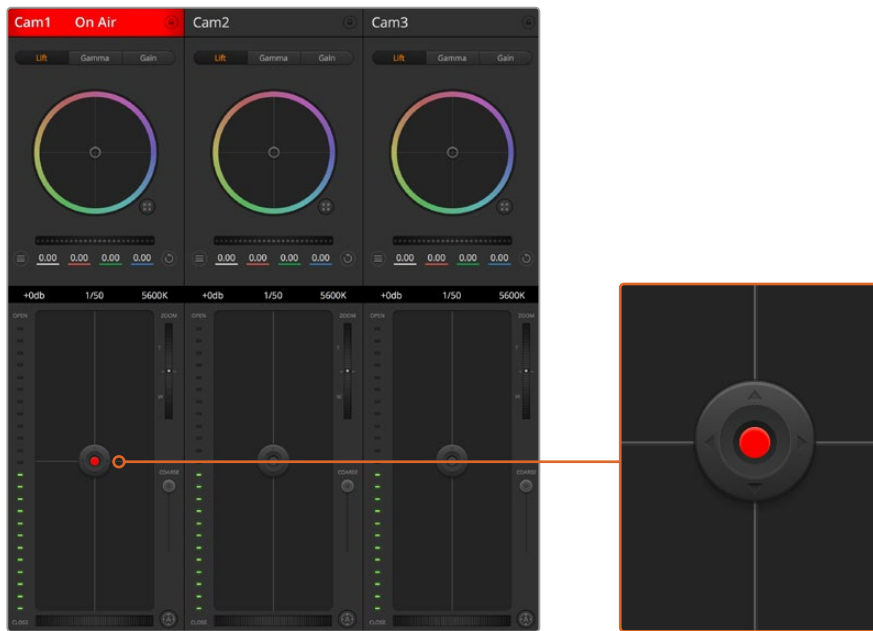 Cam1 On Air Cam2 Cam3
Lift Gamma Gain Lift Gamma Gain Lift Gamma Gain
0.00 0.00 0.00 0.00 0.00 0.00 0.00 0.00 0.00 0.00 0.00 0.00
+0db 1/50 5600K +0db 1/50 5600K +0db 1/50 5600K
OPEN ZOOM OPEN ZOOM OPEN ZOOM
T T T
W W W
COARSE COARSE COARSE
CLOSE CLOSE CLOSE